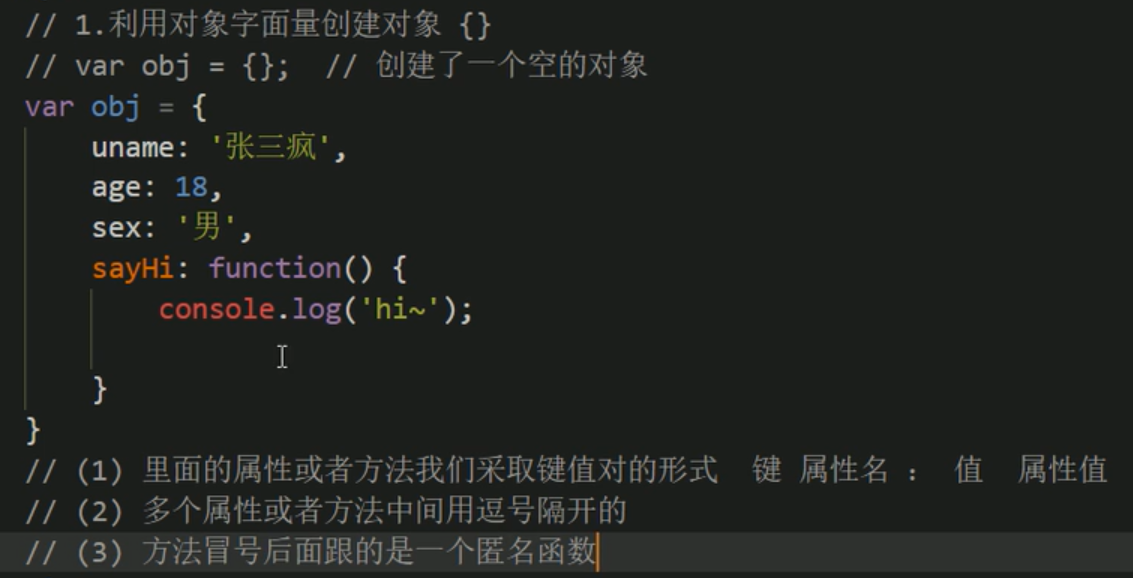 // 1.利用对象字面量创建对象 {}
// var obj = {};  // 创建了一个空的对象
var obj = {
    uname: '张三疯',
    age: 18,
    sex: '男',
    sayHi: function() {
        console.log('hi~');
    }
}
// (1) 里面的属性或者方法我们采取键值对的形式  键 属性名 :  值  属性值
// (2) 多个属性或者方法中间用逗号隔开的
// (3) 方法冒号后面跟的是一个匿名函数